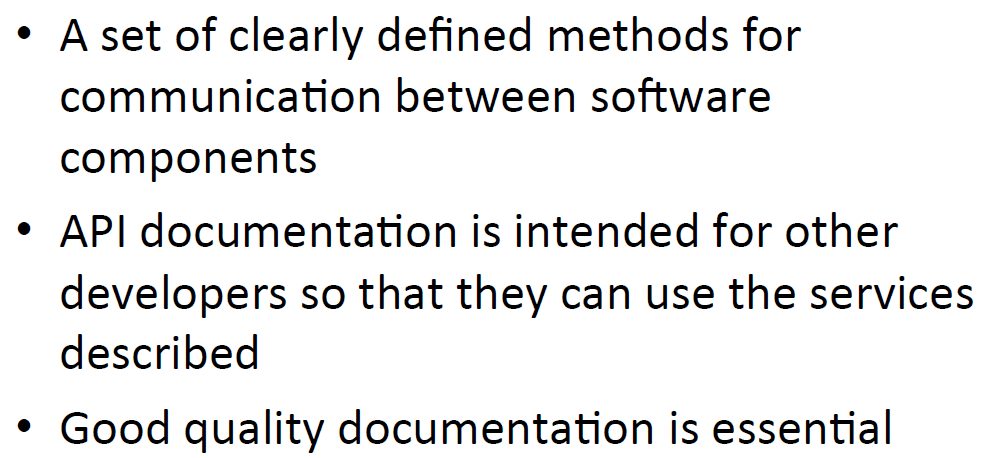 • A set of clearly defined methods for
communication between software
components
• API documentation is intended for other
developers so that they can use the services
described
• Good quality documentation is essential